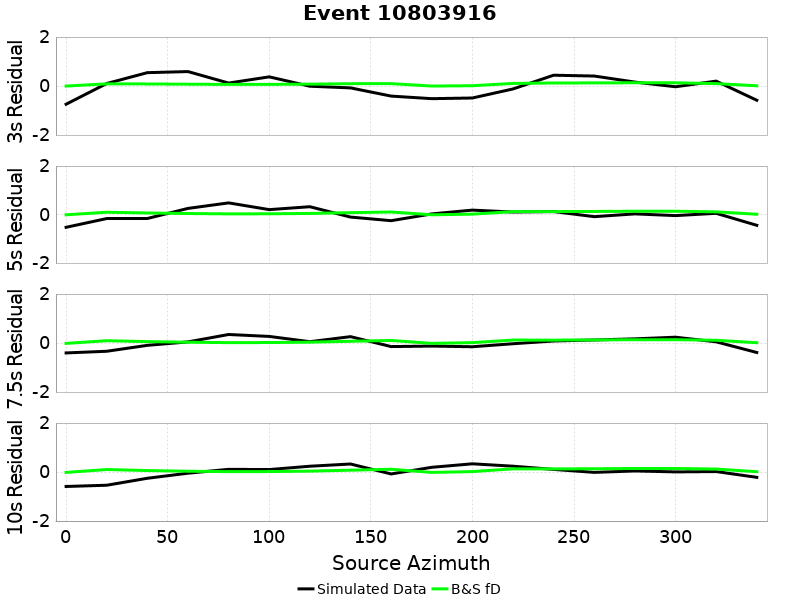 Event 10803916
3s Residual
2
0
-2
5s Residual
2
0
-2
7.5s Residual
2
0
-2
10s Residual
2
0
-2
0 50 100 150 200 250 300
Source Azimuth
Simulated Data B&S fD